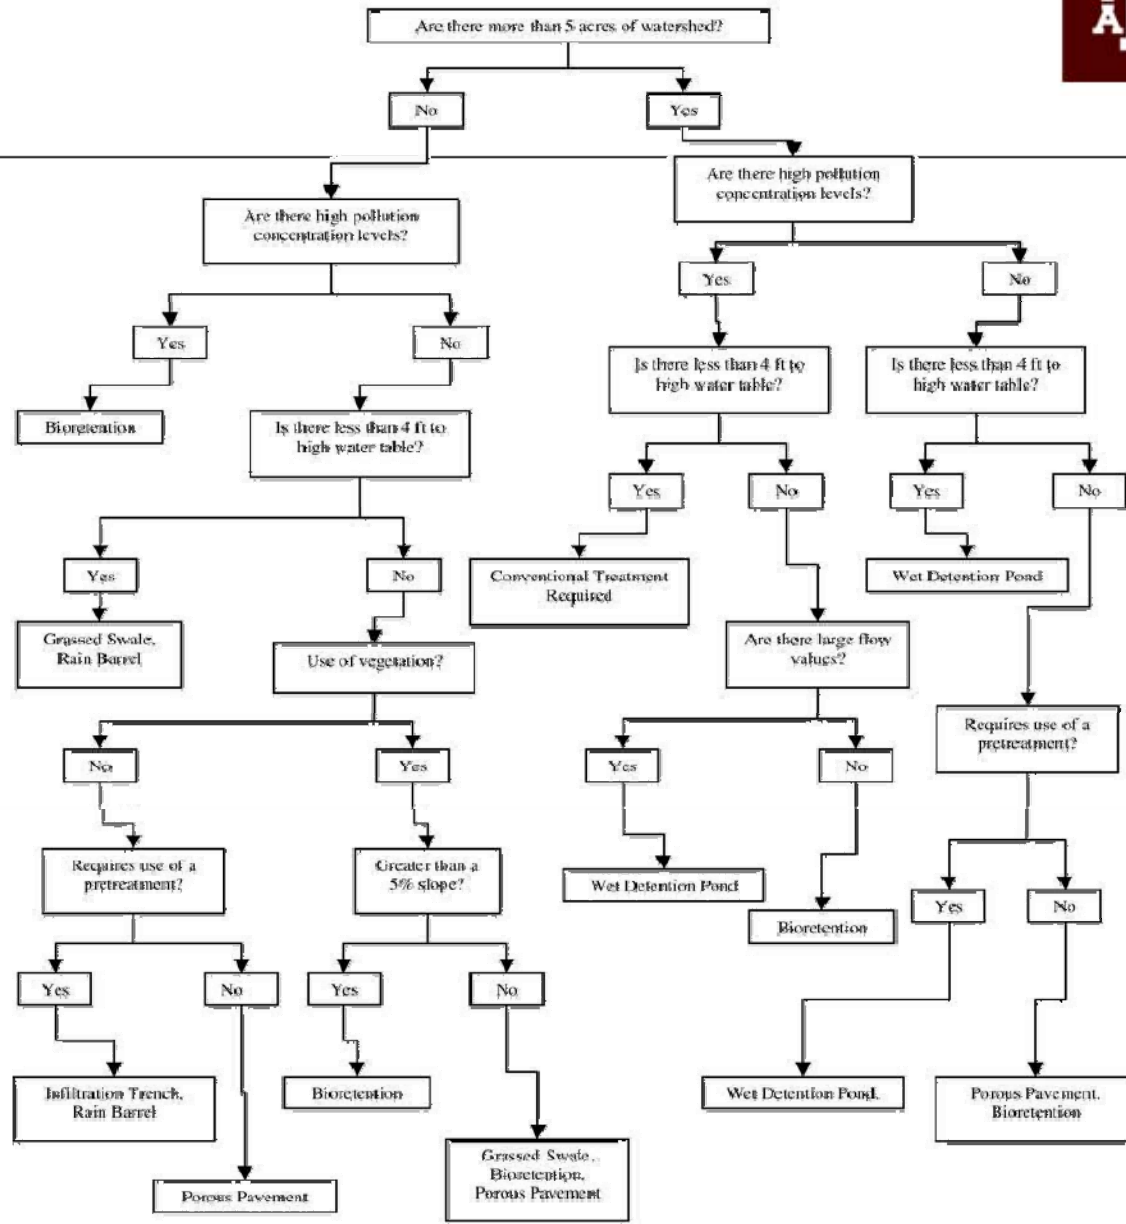 Are there more than 5 acres of watershed?
No
Yes
Are there high pollution
concentration levels?
Are there high pollution
concentration levels?
Yes
No
Yes
No
Is there less than 4 ft to
high water table?
Is there less than 4 ft to
high water table?
Bioretention
Is there less than 4 ft to
high water table?
Yes
No
Yes
No
Yes
No
Conventional Treatment
Required
Wet Detention Pond
Grassed Swale,
Rain Barrel
Use of vegetation?
Are there large flow
values?
Requires use of a
pretreatment?
No
Yes
Yes
No
Requires use of a
pretreatment?
Greater than a
5% slope?
Wet Detention Pond
Bioretention
Yes
No
Yes
No
Yes
No
Infiltration Trench,
Rain Barrel
Bioretention
Wet Detention Pond,
Porous Pavement,
Bioretention
Porous Pavement
Grassed Swale,
Bioretention,
Porous Pavement